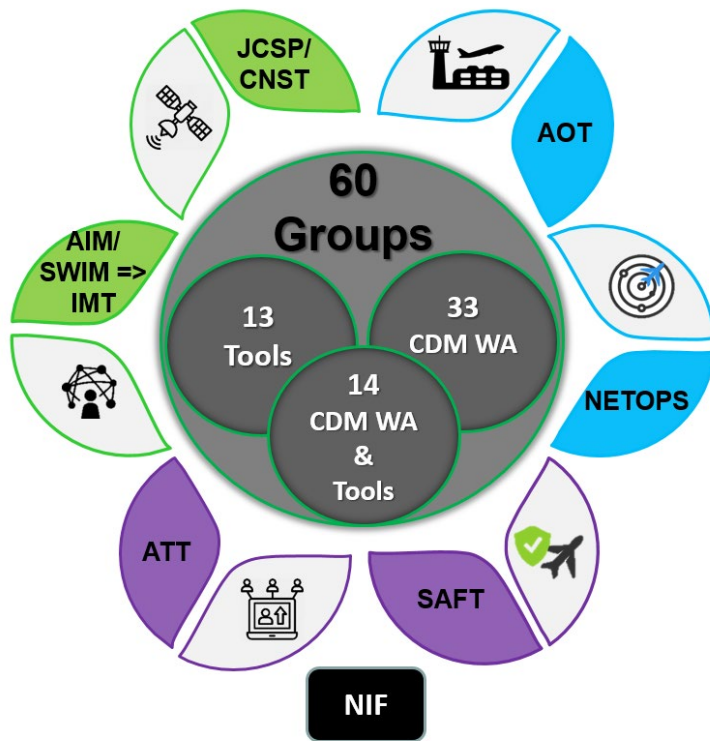 JCSP/
CNST
AOT
60
Groups
AIM/
SWIM =>
IMT
13
Tools
33
CDM WA
14
CDM WA
&
Tools
NETOPS
ATT
SAFT
NIF